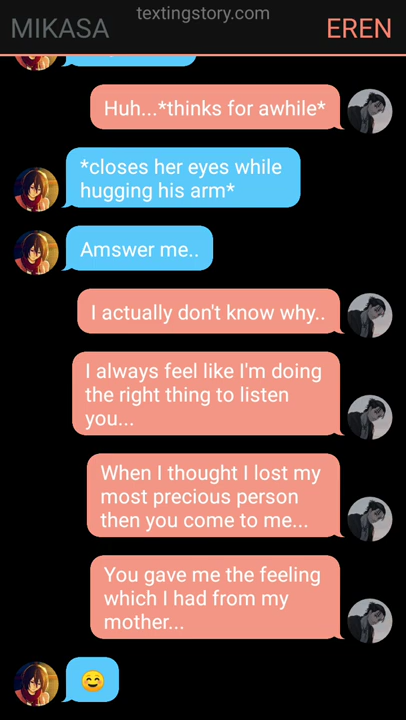 textingstory.com
MIKASA
EREN
Huh...*thinks for awhile*
*closes her eyes while
hugging his arm*
Amswer me..
I actually don't know why..
I always feel like I'm doing
the right thing to listen
you...
When I thought I lost my
most precious person
then you come to me...
You gave me the feeling
which I had from my
mother...
😊